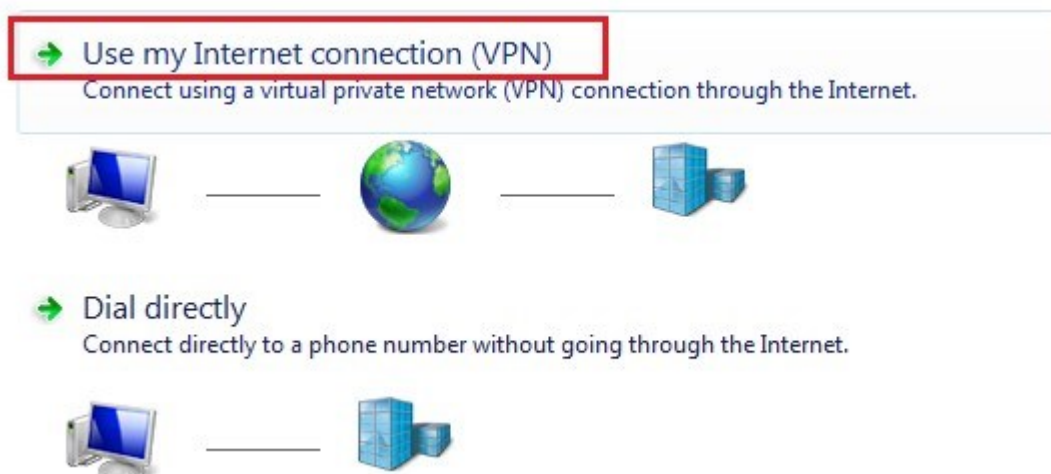 Use my Internet connection (VPN)
Connect using a virtual private network (VPN) connection through the Internet.
Dial directly
Connect directly to a phone number without going through the Internet.